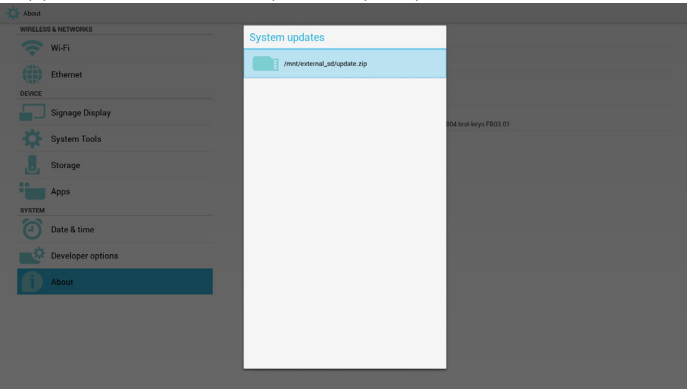 About
WIRELESS & NETWORKS
Wi-Fi
Ethernet
DEVICE
Signage Display
System Tools
Storage
Apps
SYSTEM
Date & time
Developer options
About
System updates
/mnt/external_sd/update.zip
804 test-keys FB03.01